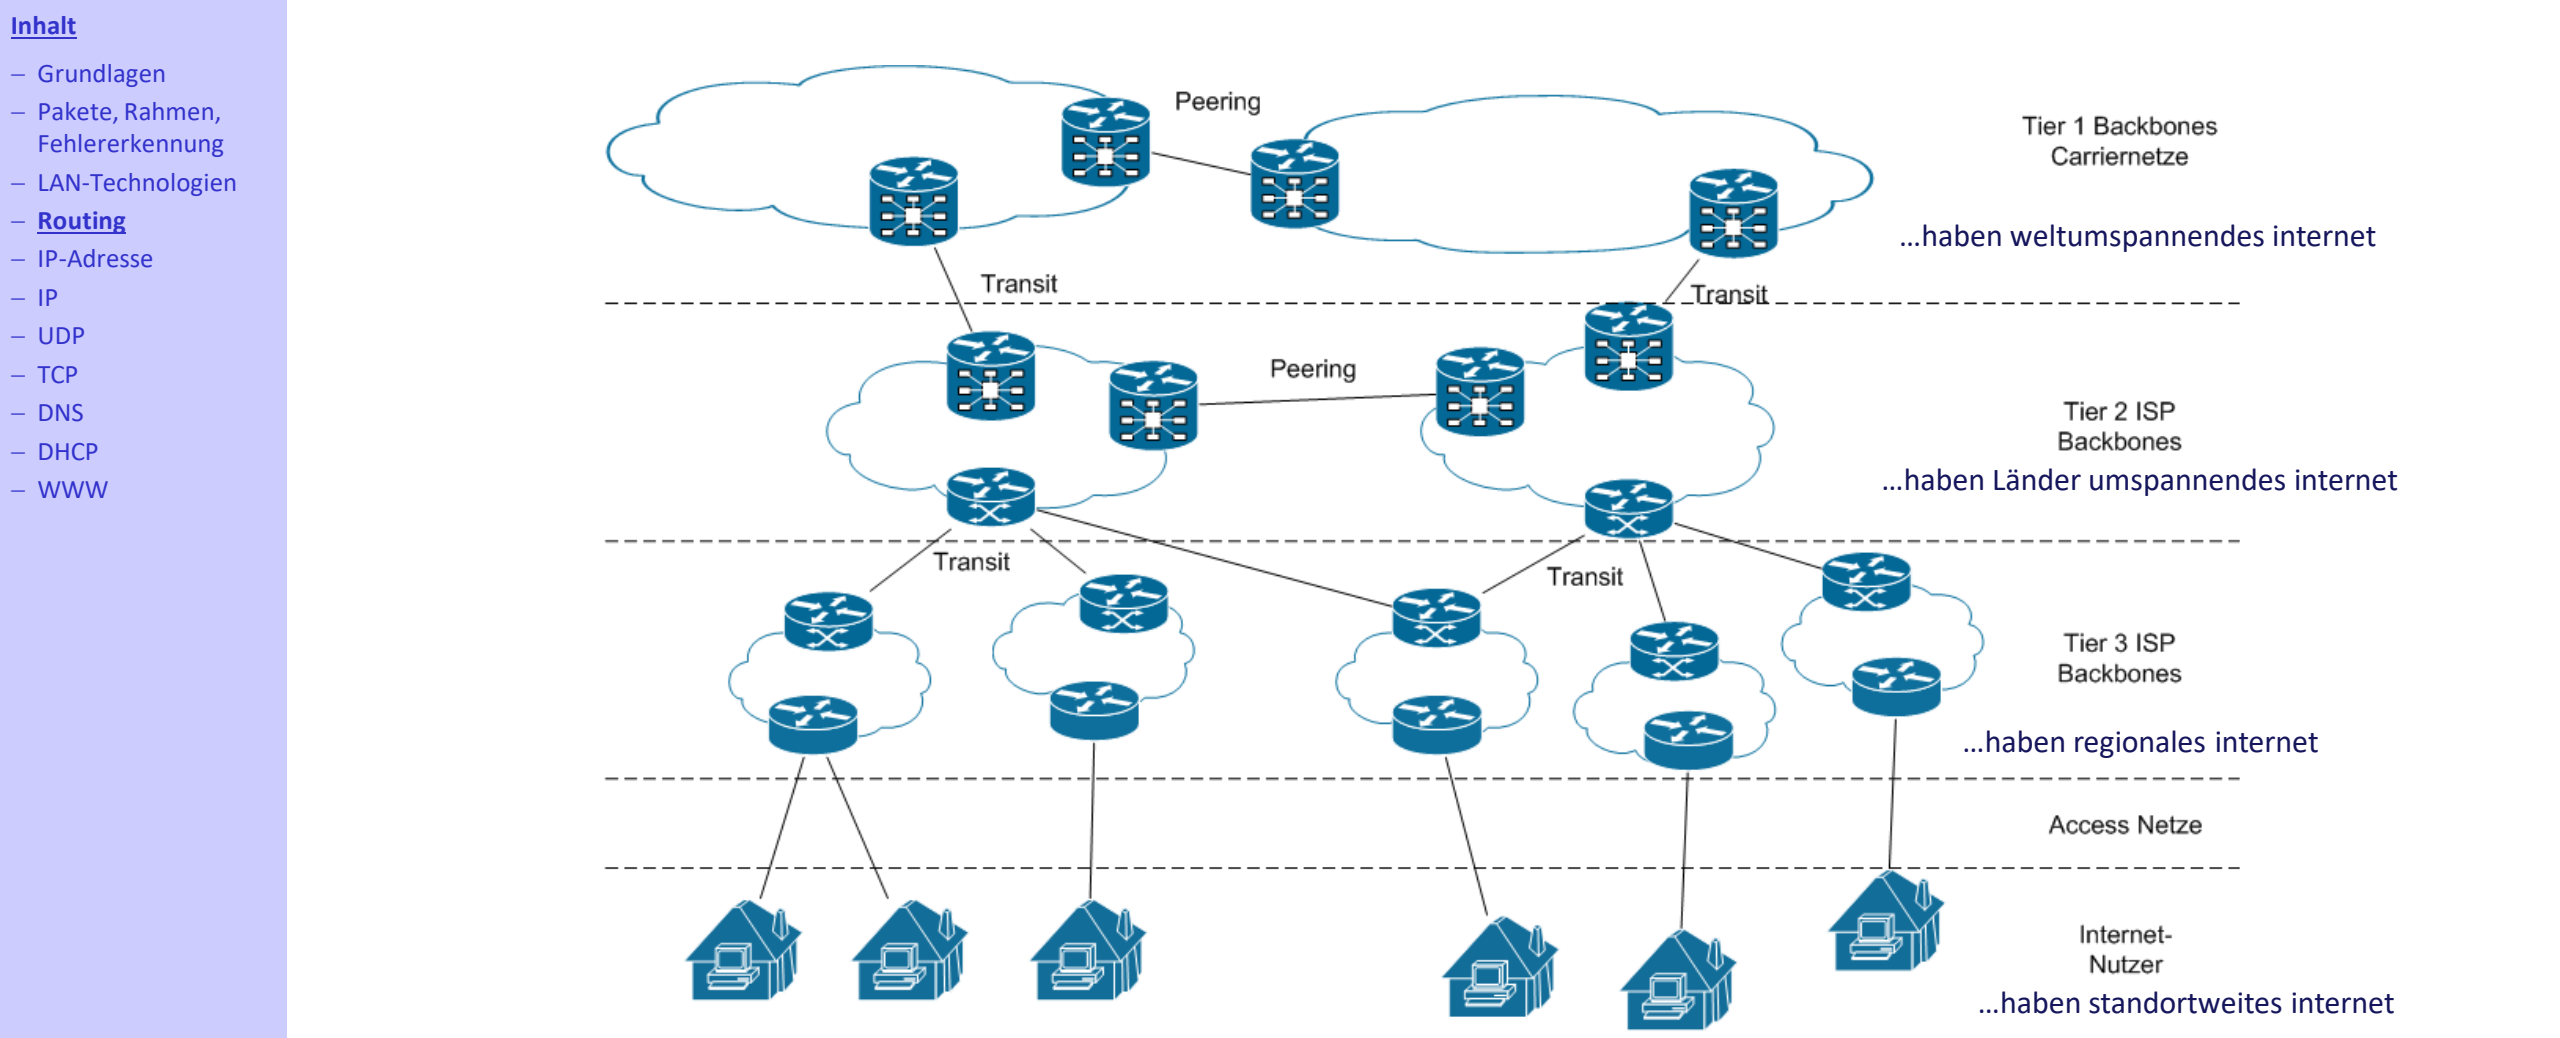 Inhalt
– Grundlagen
– Pakete, Rahmen,
Fehlererkennung
– LAN-Technologien
– Routing
– IP-Adresse
– IP
– UDP
– TCP
– DNS
– DHCP
– WWW
Peering
Tier 1 Backbones
Carriernetze
...haben weltumspannendes internet
Transit
Transit
Peering
Tier 2 ISP
Backbones
...haben Länder umspannendes internet
Transit
Transit
Tier 3 ISP
Backbones
...haben regionales internet
Access Netze
Internet-
Nutzer
...haben standortweites internet